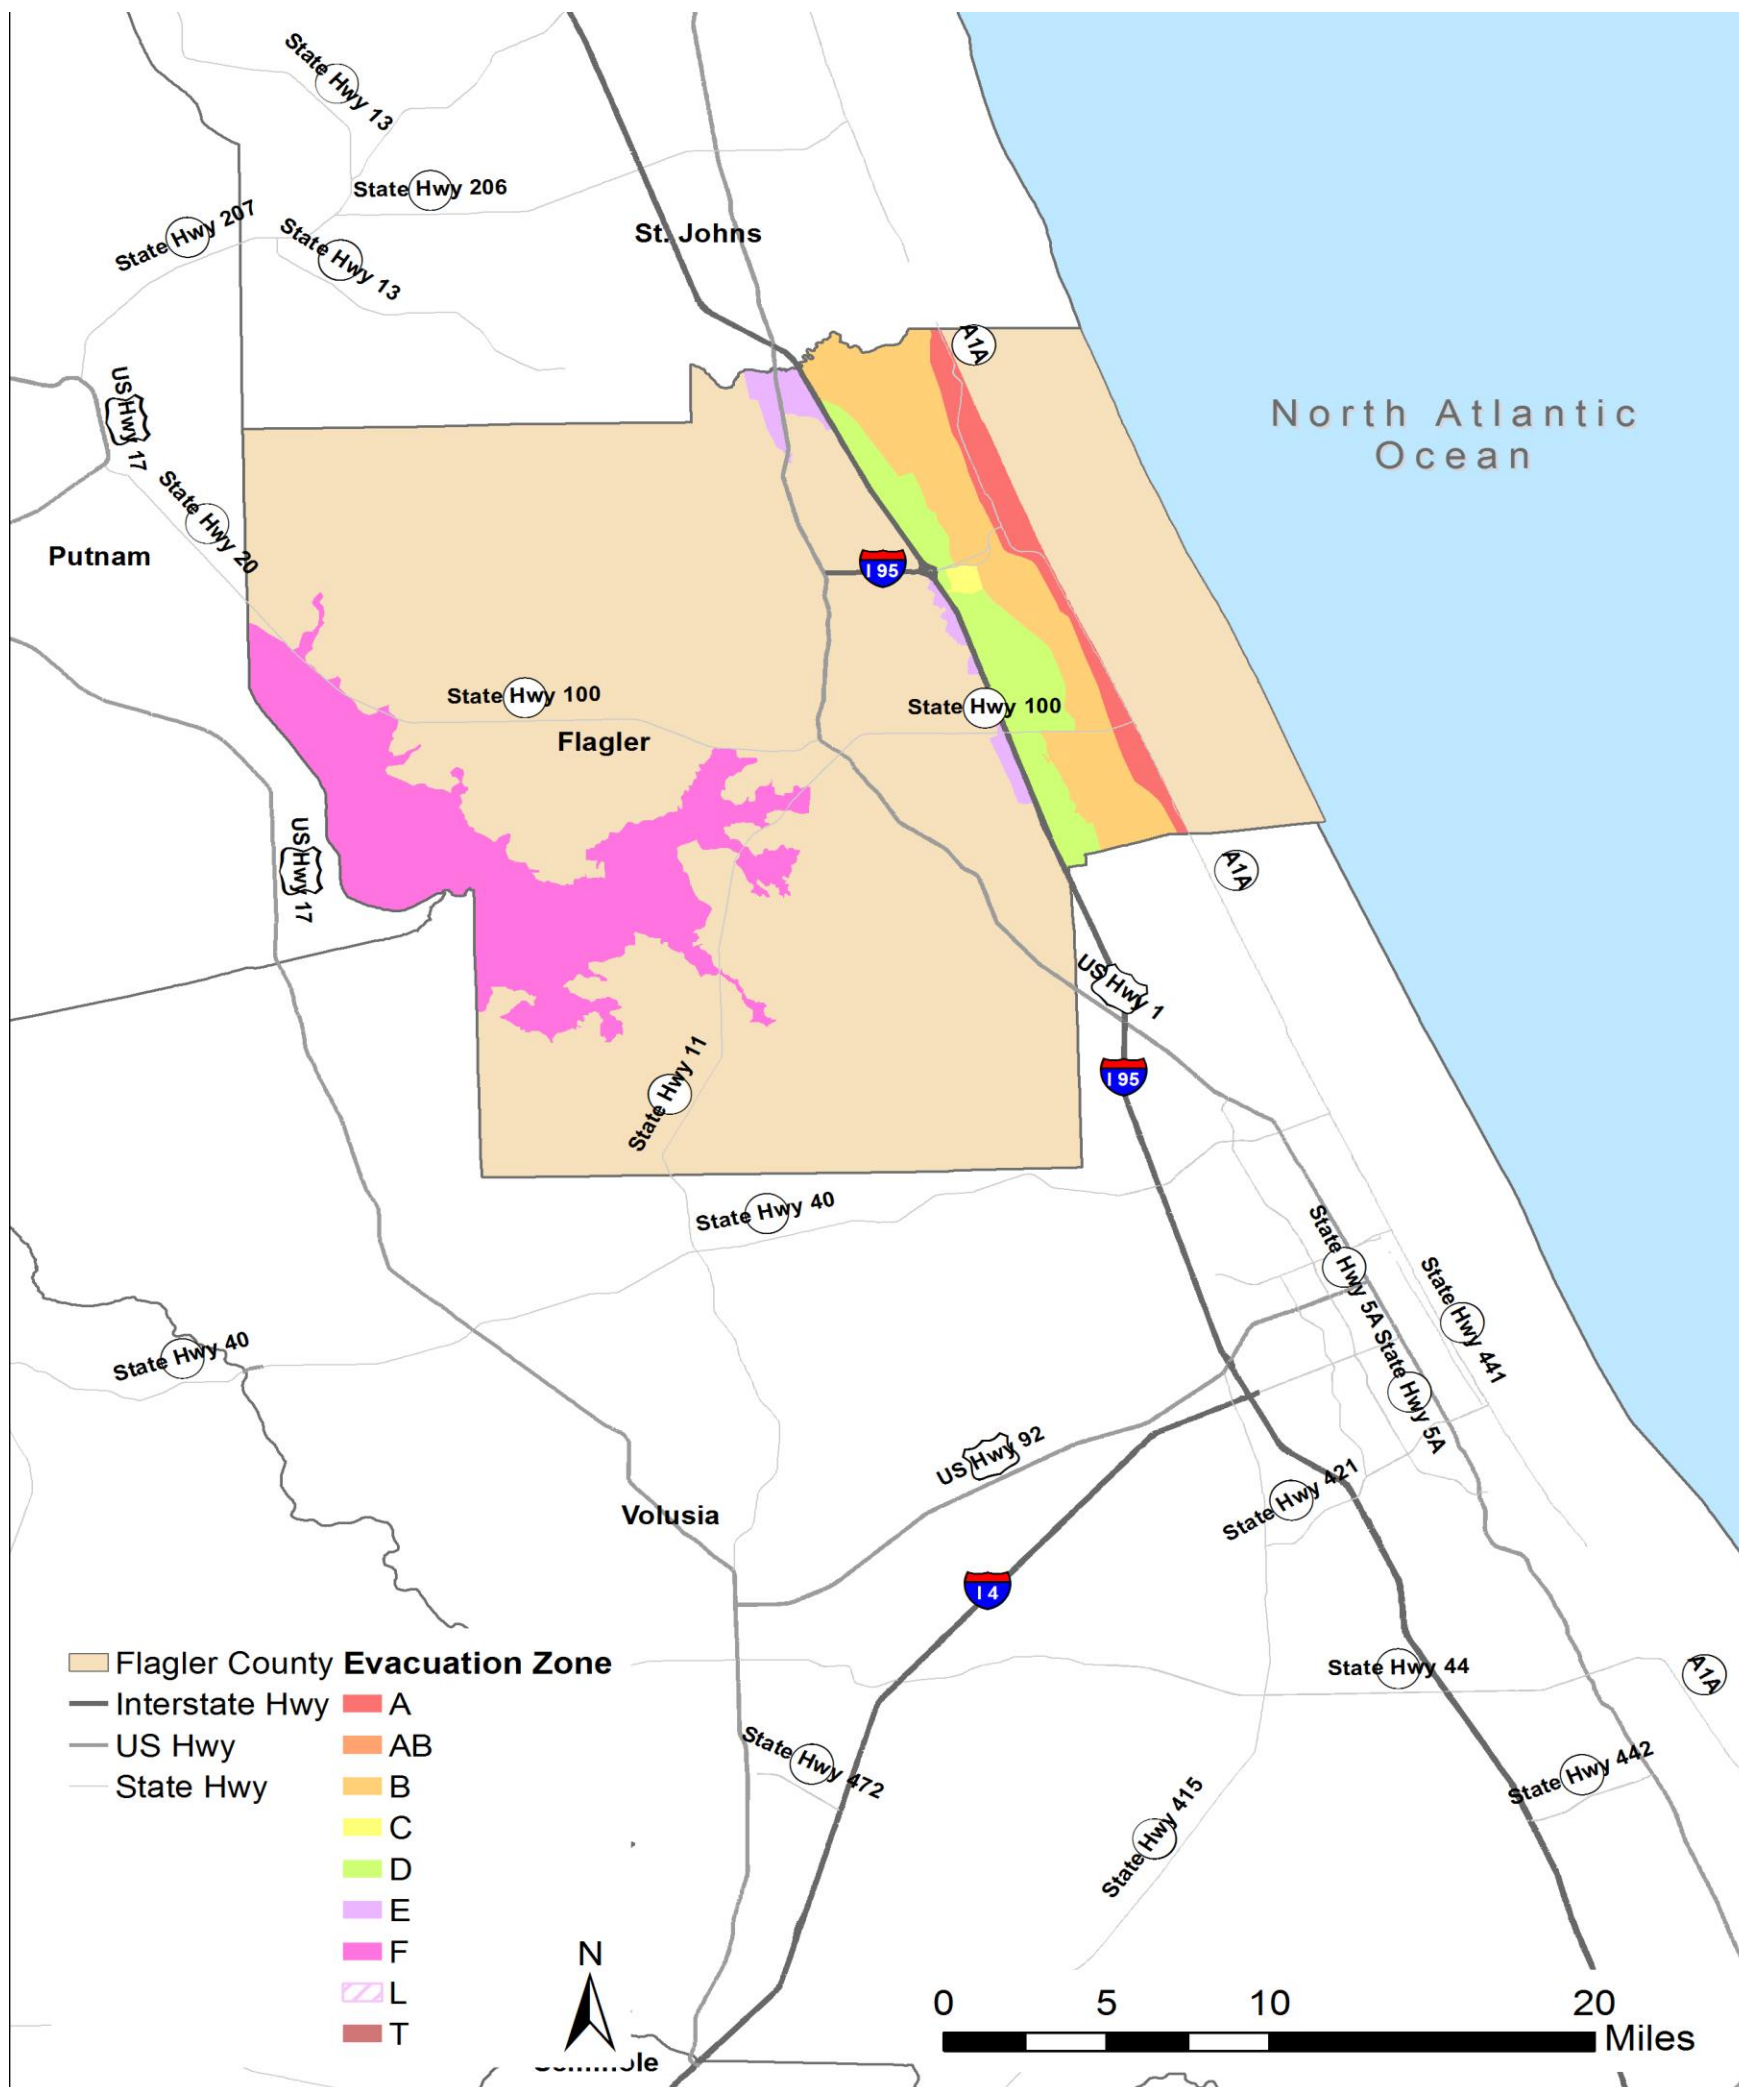 State Hwy 13
State Hwy 206
State Hwy 207
State Hwy 13
St. Johns
A1A
US Hwy 17
North Atlantic
Ocean
State Hwy 20
Putnam
I 95
State Hwy 100
State Hwy 100
Flagler
US Hwy 17
A1A
US Hwy 1
State Hwy 11
I 95
State Hwy 40
State Hwy 5A
State Hwy 441
State Hwy 40
State Hwy 5A
US Hwy 92
State Hwy 421
Volusia
I 4
State Hwy 44
A1A
State Hwy 472
State Hwy 442
State Hwy 415
Flagler County
Interstate Hwy
US Hwy
State Hwy
Evacuation Zone
A
AB
B
C
D
E
F
L
T
N
0 5 10 20
Miles